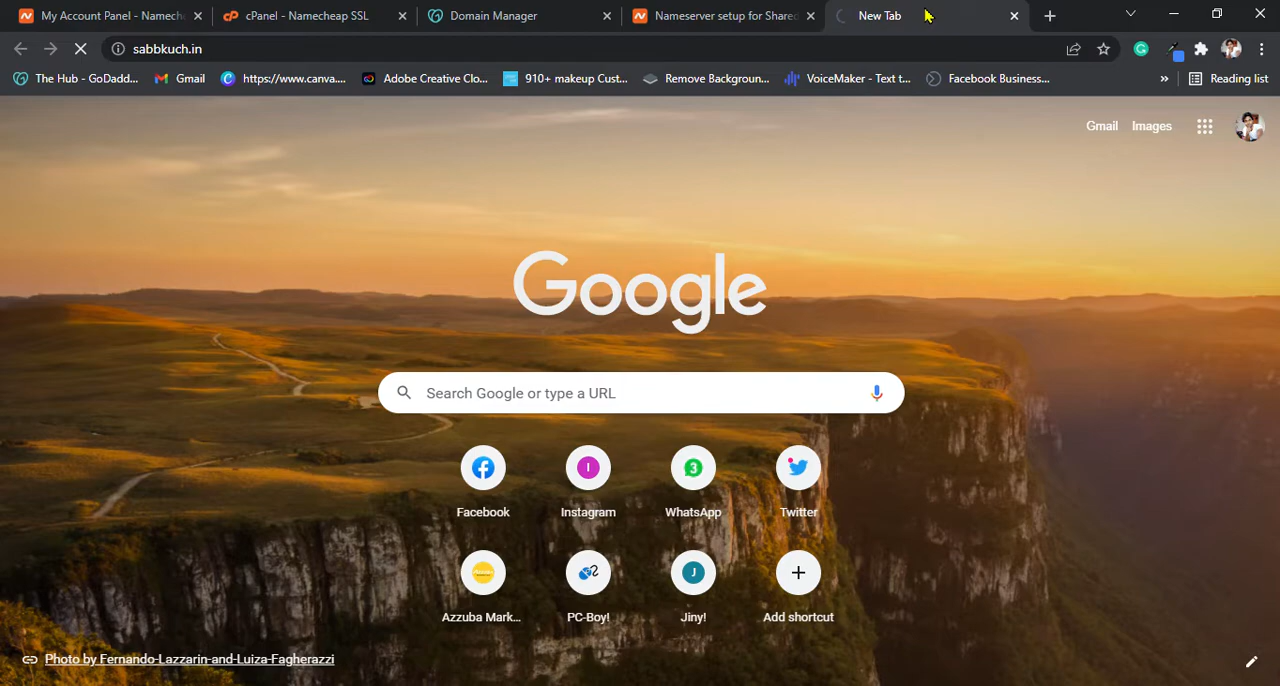 My Account Panel - Namech
cPanel - Namecheap SSL
Domain Manager
Nameserver setup for Shared
New Tab
sabbkuch.in
The Hub - GoDadd...
Gmail
https://www.canva....
Adobe Creative Clo...
910+ makeup Cust...
Remove Backgroun...
VoiceMaker - Text t...
Facebook Business...
»
Reading list
Gmail
Images
Google
Search Google or type a URL
Facebook
Instagram
WhatsApp
Twitter
Azzuba Mark...
PC-Boy!
Jiny!
Add shortcut
Photo by Fernando-Lazzarin-and-Luiza-Fagherazzi